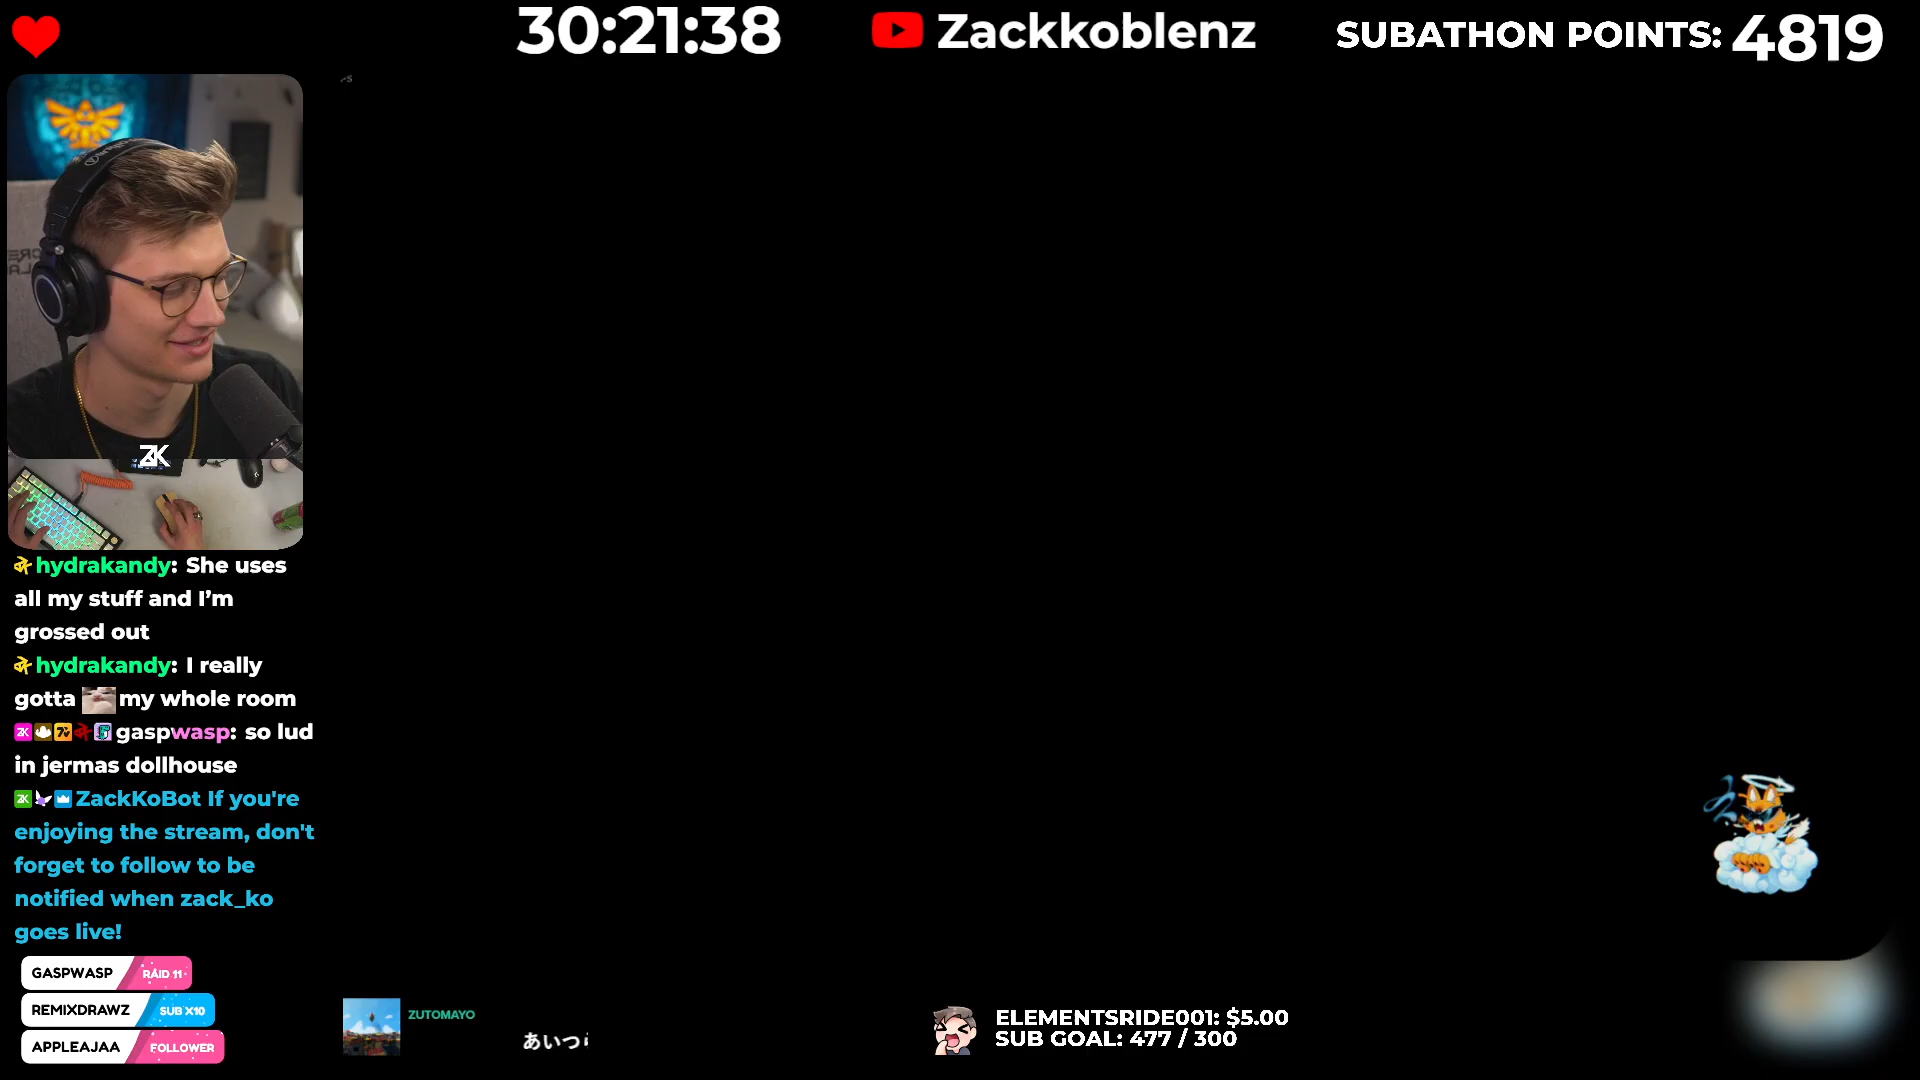 30:21:38
Zackkoblenz
SUBATHON POINTS: 4819
ZK
hydrakandy: She uses
all my stuff and I'm
grossed out
hydrakandy: I really
gotta my whole room
gaspwasp: so lud
in jermas dollhouse
ZackKoBot If you're
enjoying the stream, don't
forget to follow to be
notified when zack_ko
goes live!
GASPWASP RAID 11
REMIXDRAWZ SUB X10
APPLEAJAA FOLLOWER
ZUTOMAYO
あいつ
ELEMENTSRIDE001: $5.00
SUB GOAL: 477 / 300